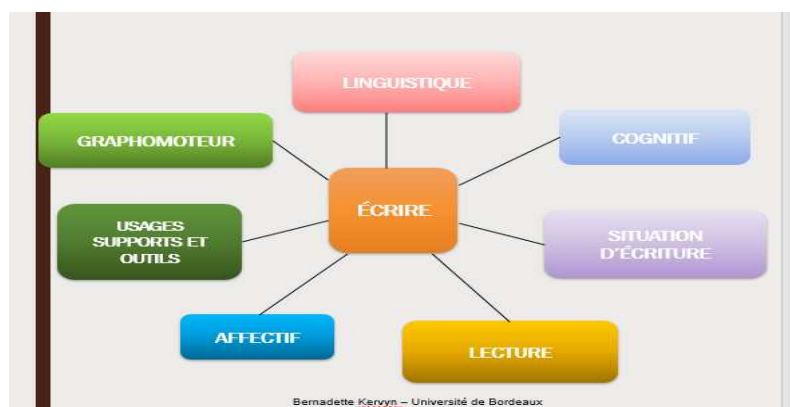 LINGUISTIQUE
GRAPHOMOTEUR
COGNITIF
ÉCRIRE
USAGES
SUPPORTS ET
OUTILS
SITUATION
D'ÉCRITURE
AFFECTIF
LECTURE
Bernadette Kervyn – Université de Bordeaux